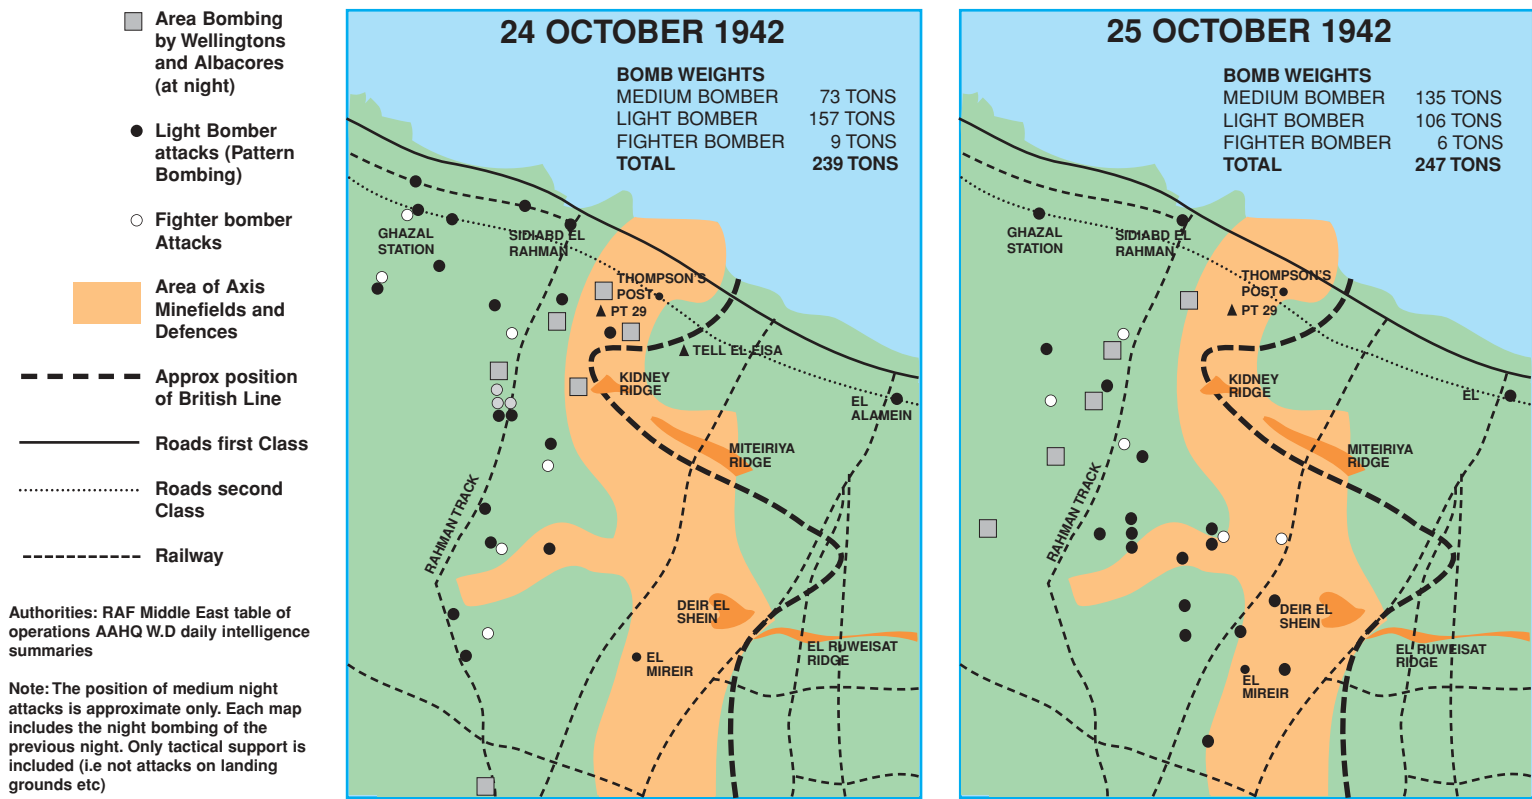 Area Bombing
by Wellingtons
and Albacores
(at night)
Light Bomber
attacks (Pattern
Bombing)
Fighter bomber
Attacks
Area of Axis
Minefields and
Defences
Approx position
of British Line
Roads first Class
Roads second
Class
Railway
Authorities: RAF Middle East table of
operations AAHQ W.D daily intelligence
summaries
Note: The position of medium night
attacks is approximate only. Each map
includes the night bombing of the
previous night. Only tactical support is
included (i.e not attacks on landing
grounds etc)
24 OCTOBER 1942
BOMB WEIGHTS
MEDIUM BOMBER 73 TONS
LIGHT BOMBER 157 TONS
FIGHTER BOMBER 9 TONS
TOTAL 239 TONS
GHAZAL
STATION
SIDIABD EL
RAHMAN
THOMPSON'S
POST
PT 29
TELL EL EISA
KIDNEY
RIDGE
EL
ALAMEIN
MITEIRIYA
RIDGE
RAHMAN TRACK
DEIR EL
SHEIN
EL RUWEISAT
RIDGE
EL
MIREIR
25 OCTOBER 1942
BOMB WEIGHTS
MEDIUM BOMBER 135 TONS
LIGHT BOMBER 106 TONS
FIGHTER BOMBER 6 TONS
TOTAL 247 TONS
GHAZAL
STATION
SIDIABD EL
RAHMAN
THOMPSON'S
POST
PT 29
KIDNEY
RIDGE
EL
MITEIRIYA
RIDGE
RAHMAN TRACK
DEIR EL
SHEIN
EL RUWEISAT
RIDGE
EL
MIREIR